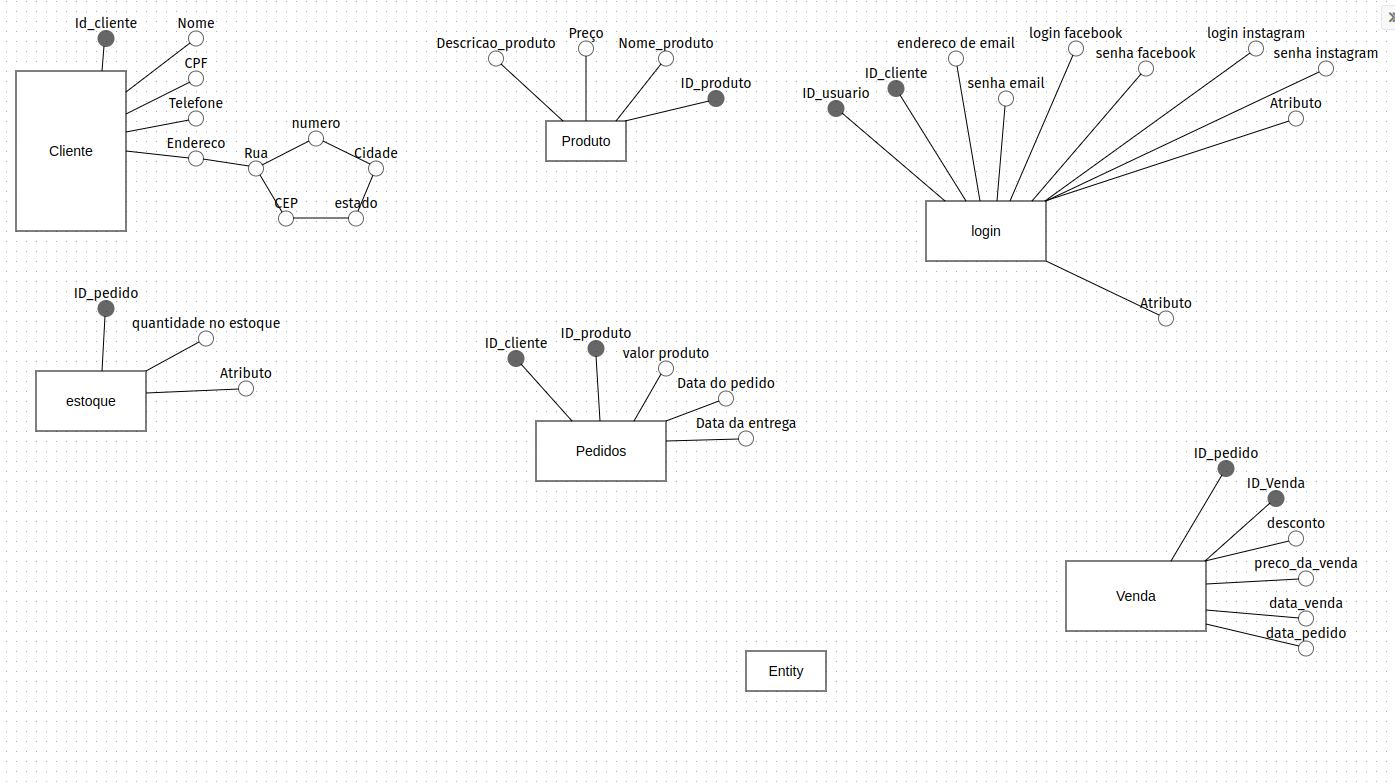 Id_cliente
Nome
CPF
Telefone
Endereco
Rua
numero
Cidade
CEP
estado
Cliente
Descricao_produto
Preço
Nome_produto
ID_produto
Produto
ID_usuario
ID_cliente
endereco de email
senha email
login facebook
senha facebook
login instagram
senha instagram
Atributo
login
Atributo
ID_pedido
quantidade no estoque
Atributo
estoque
ID_cliente
ID_produto
valor produto
Data do pedido
Data da entrega
Pedidos
ID_pedido
ID_Venda
desconto
preco_da_venda
data_venda
data_pedido
Venda
Entity